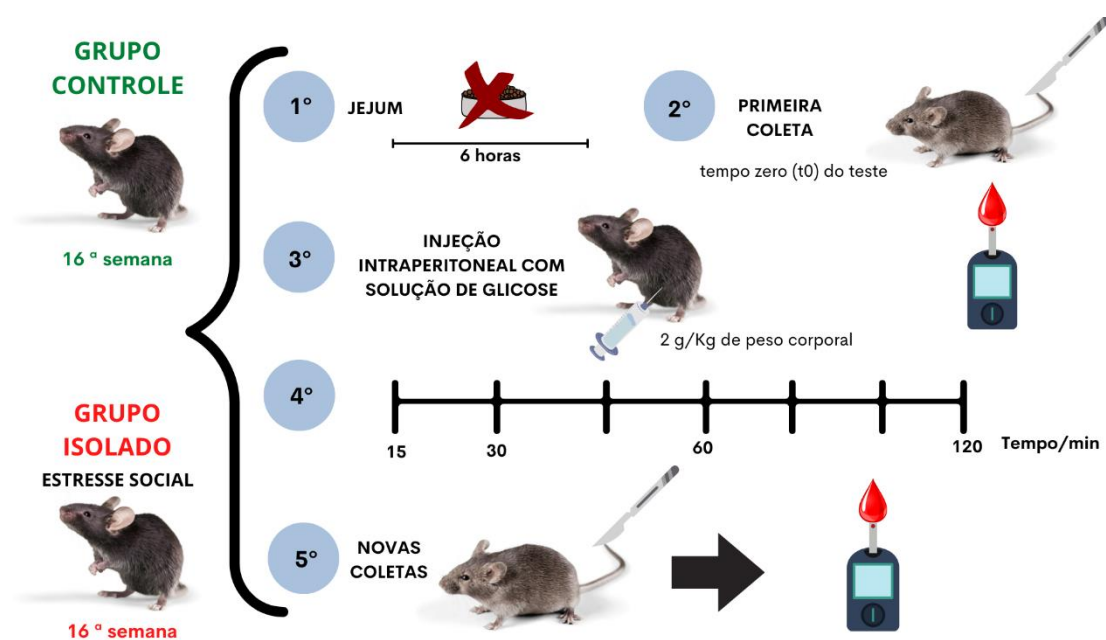 GRUPO
CONTROLE
16 ª semana
GRUPO
ISOLADO
ESTRESSE SOCIAL
16 ª semana
1°
JEJUM
6 horas
2°
PRIMEIRA
COLETA
tempo zero (t0) do teste
3°
INJEÇÃO
INTRAPERITONEAL COM
SOLUÇÃO DE GLICOSE
2 g/Kg de peso corporal
4°
15 30 60 120 Tempo/min
5°
NOVAS
COLETAS